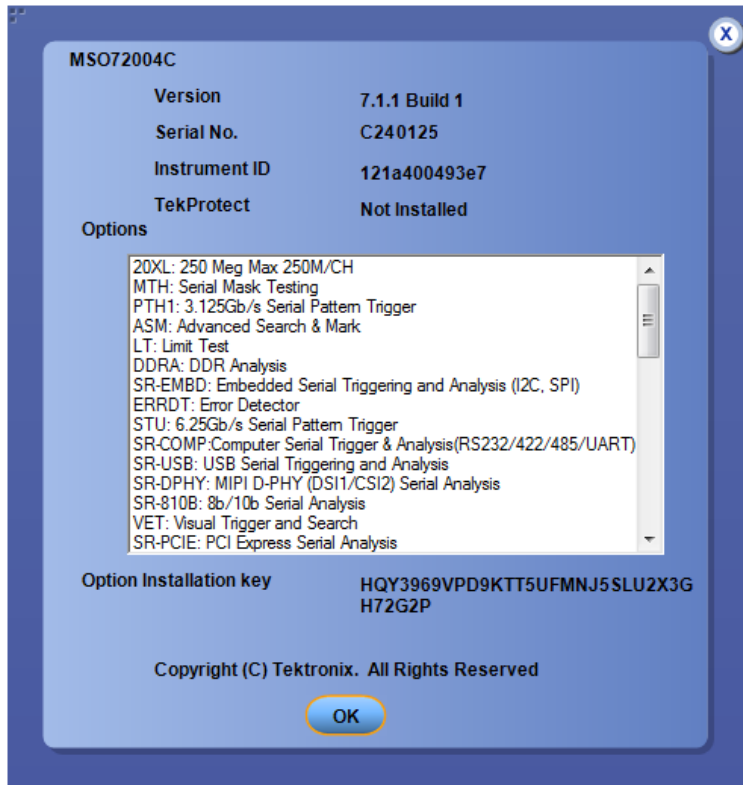 X
MSO72004C
Version 7.1.1 Build 1
Serial No. C240125
Instrument ID 121a400493e7
TekProtect Not Installed
Options
20XL: 250 Meg Max 250M/CH
MTH: Serial Mask Testing
PTH1: 3.125Gb/s Serial Pattern Trigger
ASM: Advanced Search & Mark
LT: Limit Test
DDRA: DDR Analysis
SR-EMBD: Embedded Serial Triggering and Analysis (I2C, SPI)
ERRDT: Error Detector
STU: 6.25Gb/s Serial Pattern Trigger
SR-COMP:Computer Serial Trigger & Analysis(RS232/422/485/UART)
SR-USB: USB Serial Triggering and Analysis
SR-DPHY: MIPI D-PHY (DSI1/CSI2) Serial Analysis
SR-810B: 8b/10b Serial Analysis
VET: Visual Trigger and Search
SR-PCIE: PCI Express Serial Analysis
Option Installation key HQY3969VPD9KTT5UFMNJ5SLU2X3G
H72G2P
Copyright (C) Tektronix. All Rights Reserved
OK